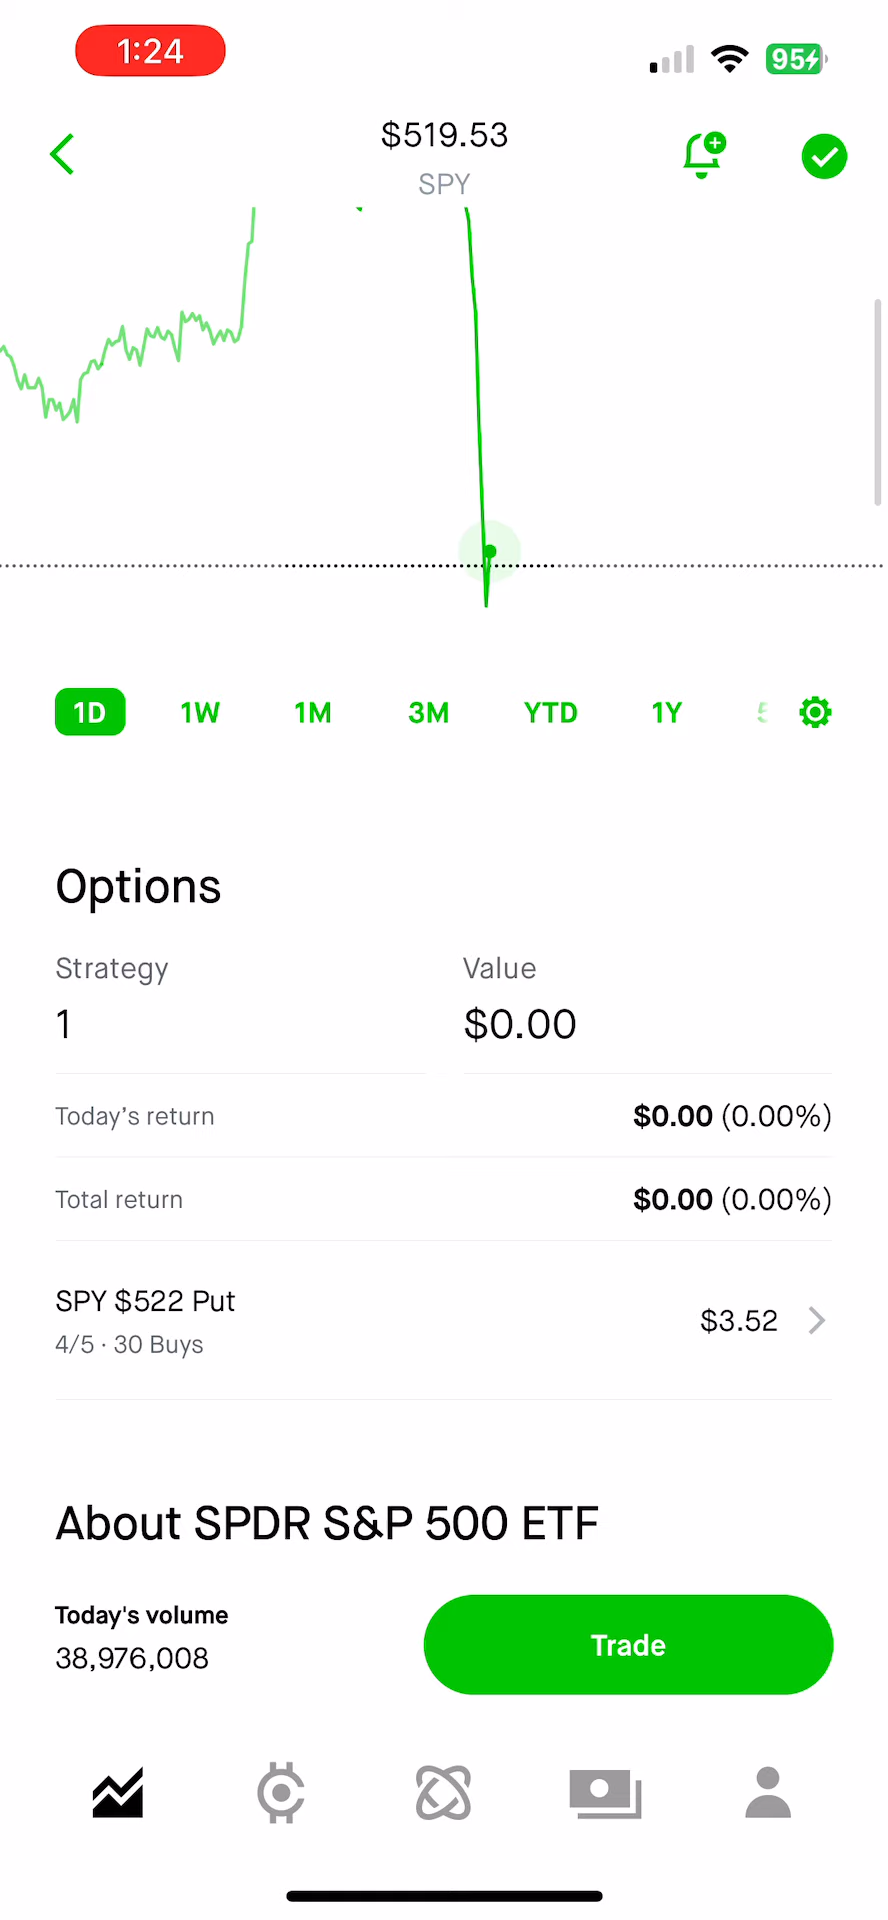 1:24
95
$519.53
SPY
1D 1W 1M 3M YTD 1Y
Options
Strategy Value
1 $0.00
Today’s return $0.00 (0.00%)
Total return $0.00 (0.00%)
SPY $522 Put
$3.52
4/5 · 30 Buys
About SPDR S&P 500 ETF
Today's volume
38,976,008
Trade